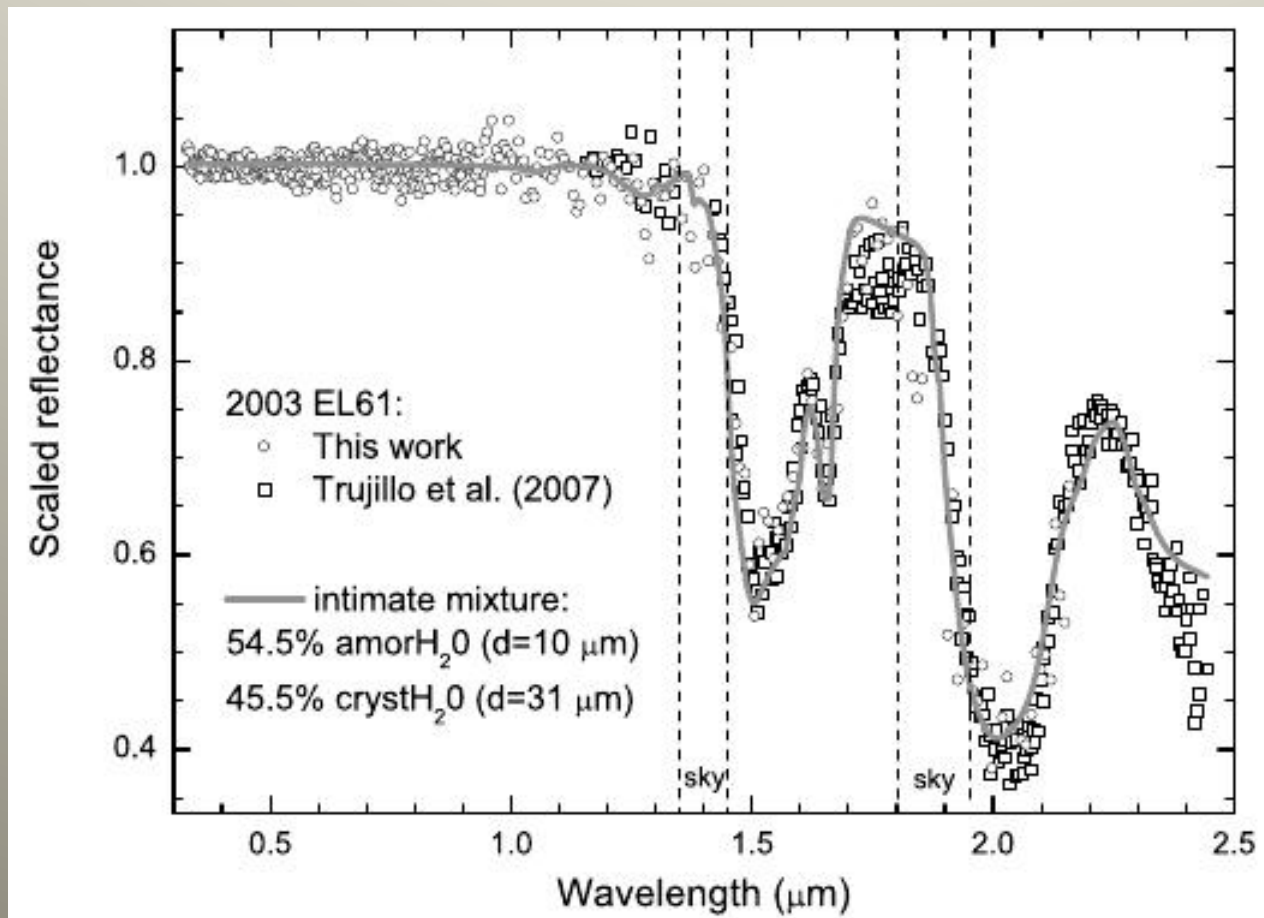 Scaled reflectance
1.0
0.8
0.6
0.4
2003 EL61:
This work
Trujillo et al. (2007)
intimate mixture:
54.5% amorH₂0 (d=10 μm)
45.5% crystH₂0 (d=31 μm)
sky
sky
0.5
1.0
1.5
2.0
2.5
Wavelength (μm)